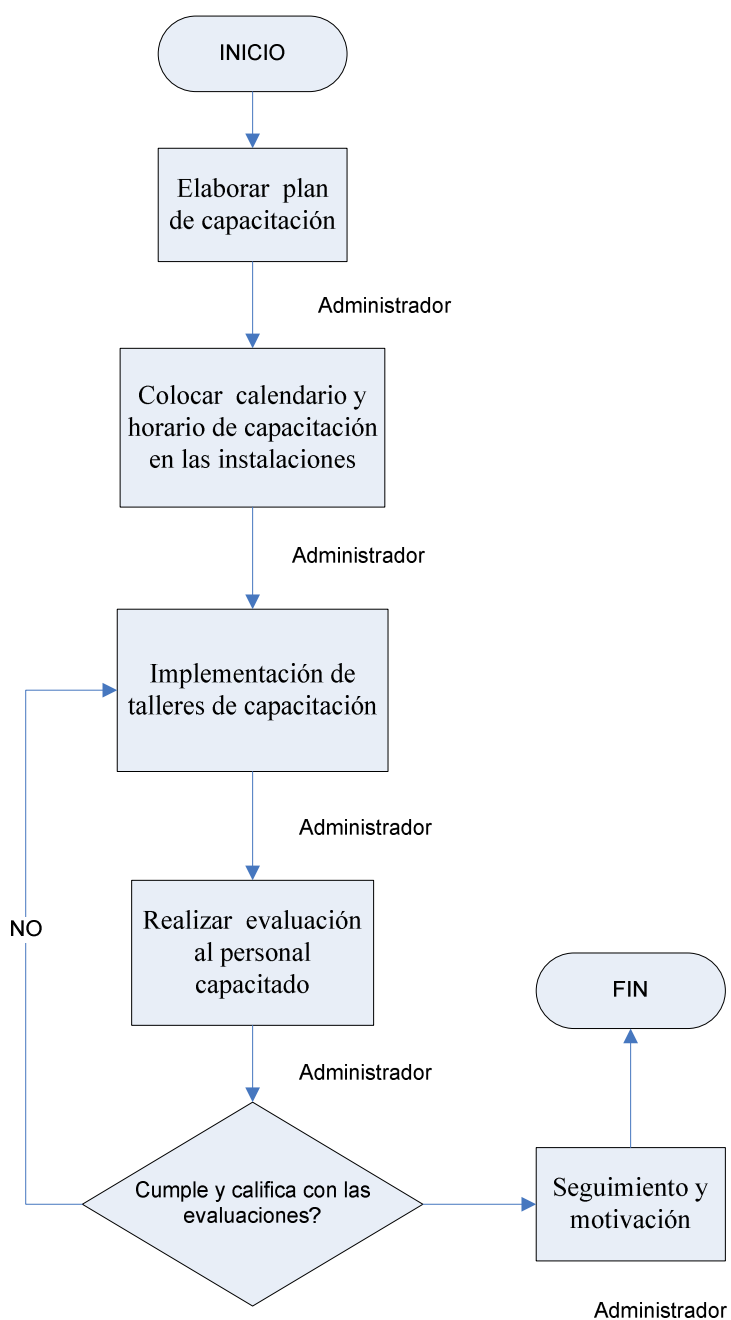 INICIO
Elaborar plan
de capacitación
Administrador
Colocar calendario y
horario de capacitación
en las instalaciones
Administrador
Implementación de
talleres de capacitación
Administrador
NO
Realizar evaluación
al personal
capacitado
Administrador
Cumple y califica con las
evaluaciones?
FIN
Seguimiento y
motivación
Administrador